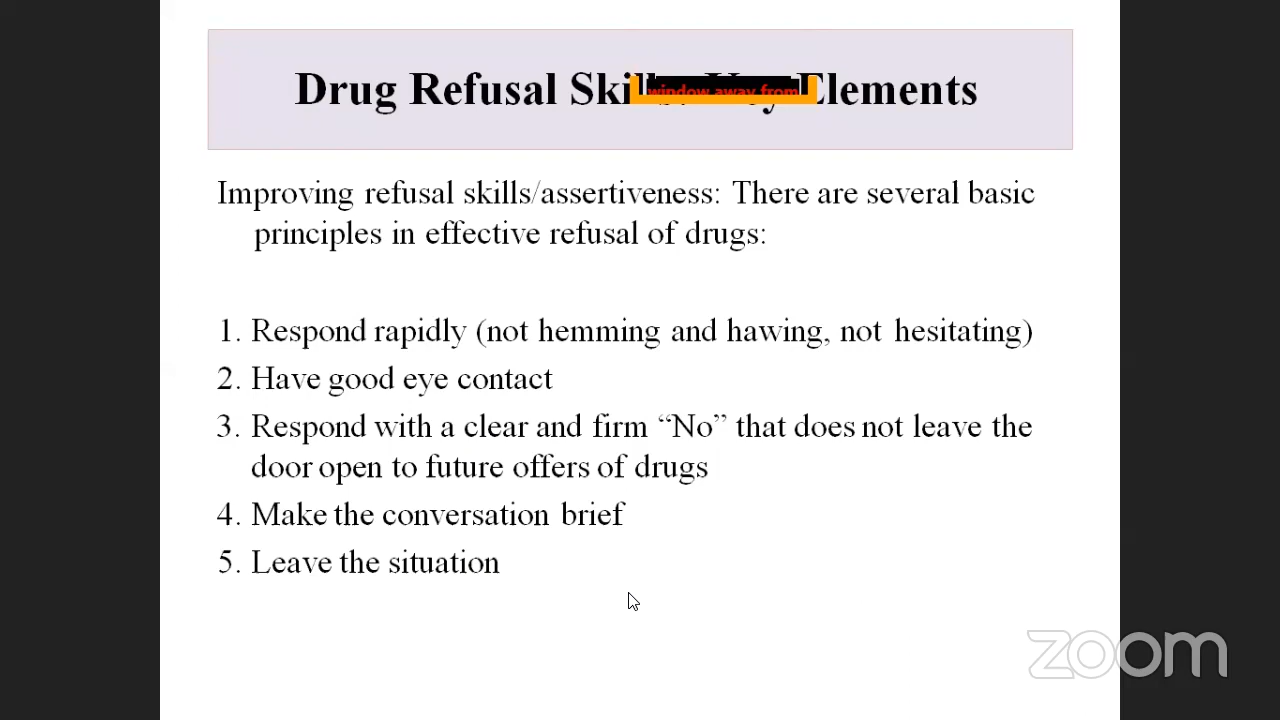 Drug Refusal Skills: Key Elements
window away from
Improving refusal skills/assertiveness: There are several basic
principles in effective refusal of drugs:
1. Respond rapidly (not hemming and hawing, not hesitating)
2. Have good eye contact
3. Respond with a clear and firm “No” that does not leave the
door open to future offers of drugs
4. Make the conversation brief
5. Leave the situation
zoom